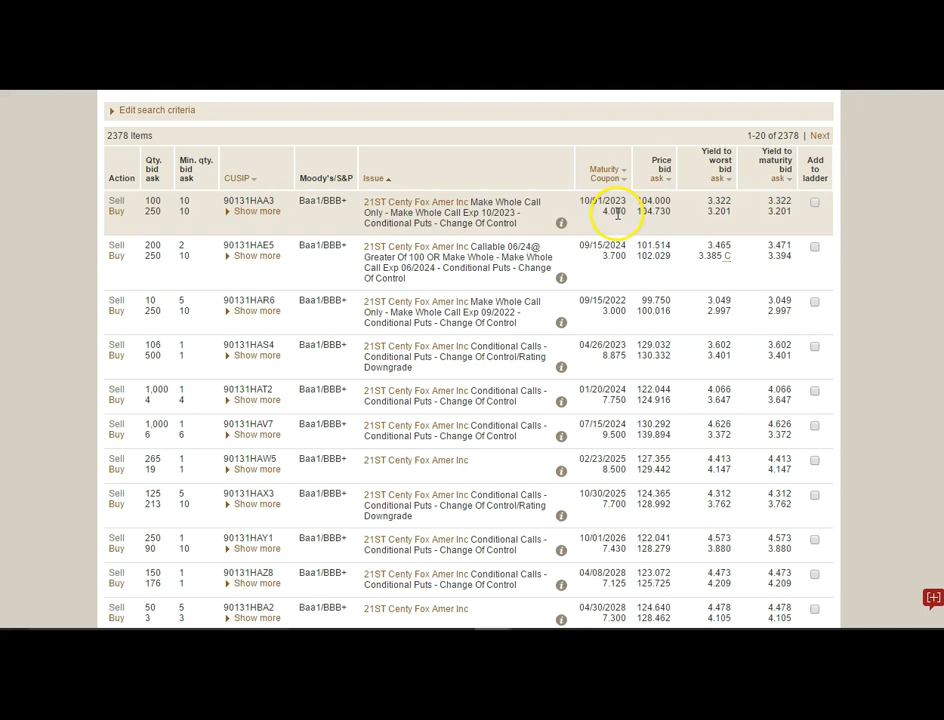 Edit search criteria
2378 Items 1-20 of 2378 | Next
Action Qty. bid ask Min. qty. bid ask CUSIP Moody's/S&P Issue Maturity Coupon Price bid ask Yield to worst bid ask Yield to maturity bid ask Add to ladder
Sell 100 10 90131HAA3 Baa1/BBB+ 21ST Centy Fox Amer Inc Make Whole Call 10/01/2023 104.000 3.322 3.322
Buy 250 10 Show more Only - Make Whole Call Exp 10/2023 - 4.000 104.730 3.201 3.201
Conditional Puts - Change Of Control
Sell 200 2 90131HAE5 Baa1/BBB+ 21ST Centy Fox Amer Inc Callable 06/24@ 09/15/2024 101.514 3.465 3.471
Buy 250 10 Show more Greater Of 100 OR Make Whole - Make Whole 3.700 102.029 3.385 C 3.394
Call Exp 06/2024 - Conditional Puts - Change
Of Control
Sell 10 5 90131HAR6 Baa1/BBB+ 21ST Centy Fox Amer Inc Make Whole Call 09/15/2022 99.750 3.049 3.049
Buy 250 10 Show more Only - Make Whole Call Exp 09/2022 - 3.000 100.016 2.997 2.997
Conditional Puts - Change Of Control
Sell 106 1 90131HAS4 Baa1/BBB+ 21ST Centy Fox Amer Inc Conditional Calls - 04/26/2023 129.032 3.602 3.602
Buy 500 1 Show more Conditional Puts - Change Of Control/Rating 8.875 130.332 3.401 3.401
Downgrade
Sell 1,000 1 90131HAT2 Baa1/BBB+ 21ST Centy Fox Amer Inc Conditional Calls - 01/20/2024 122.044 4.066 4.066
Buy 4 4 Show more Conditional Puts - Change Of Control 7.750 124.916 3.647 3.647
Sell 1,000 1 90131HAV7 Baa1/BBB+ 21ST Centy Fox Amer Inc Conditional Calls - 07/15/2024 130.292 4.626 4.626
Buy 6 6 Show more Conditional Puts - Change Of Control 9.500 139.894 3.372 3.372
Sell 265 1 90131HAW5 Baa1/BBB+ 21ST Centy Fox Amer Inc 02/23/2025 127.355 4.413 4.413
Buy 19 1 Show more 8.500 129.442 4.147 4.147
Sell 125 5 90131HAX3 Baa1/BBB+ 21ST Centy Fox Amer Inc Conditional Calls - 10/30/2025 124.365 4.312 4.312
Buy 213 10 Show more Conditional Puts - Change Of Control/Rating 7.700 128.992 3.762 3.762
Downgrade
Sell 250 1 90131HAY1 Baa1/BBB+ 21ST Centy Fox Amer Inc Conditional Calls - 10/01/2026 122.041 4.573 4.573
Buy 90 10 Show more Conditional Puts - Change Of Control 7.430 128.279 3.880 3.880
Sell 150 1 90131HAZ8 Baa1/BBB+ 21ST Centy Fox Amer Inc Conditional Calls - 04/08/2028 123.072 4.473 4.473
Buy 176 1 Show more Conditional Puts - Change Of Control 7.125 125.725 4.209 4.209
Sell 50 5 90131HBA2 Baa1/BBB+ 21ST Centy Fox Amer Inc 04/30/2028 124.640 4.478 4.478
Buy 3 3 Show more 7.300 128.462 4.105 4.105